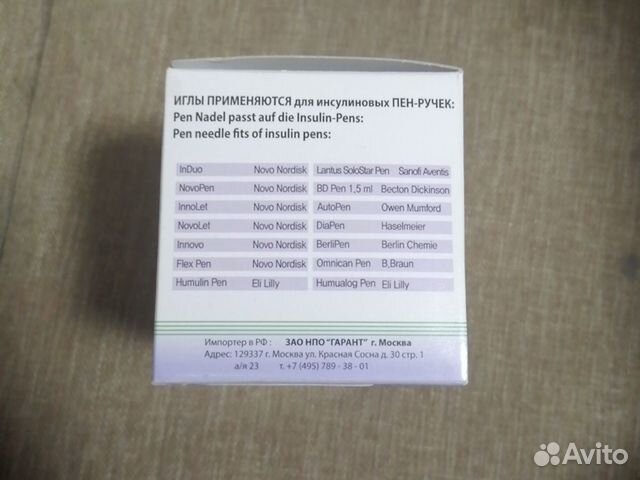 ИГЛЫ ПРИМЕНЯЮТСЯ для инсулиновых ПЕН-РУЧЕК:
Pen Nadel passt auf die Insulin-Pens:
Pen needle fits of insulin pens:
InDuo Novo Nordisk Lantus SoloStar Pen Sanofi Aventis
NovoPen Novo Nordisk BD Pen 1,5 ml Becton Dickinson
InnoLet Novo Nordisk AutoPen Owen Mumford
NovoLet Novo Nordisk DiaPen Haselmeier
Innovo Novo Nordisk BerliPen Berlin Chemie
Flex Pen Novo Nordisk Omnican Pen B,Braun
Humulin Pen Eli Lilly Humualog Pen Eli Lilly
Импортер в РФ : ЗАО НПО "ГАРАНТ" г. Москва
Адрес: 129337 г. Москва ул. Красная Сосна д. 30 стр. 1
а/я 23 т. +7 (495) 789 - 38 - 01
Avito